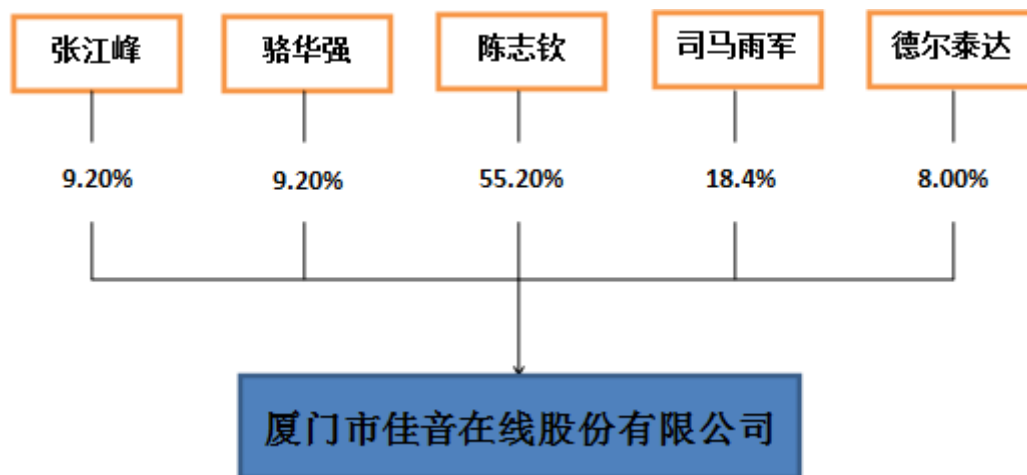 张江峰 骆华强 陈志钦 司马雨军 德尔泰达
9.20% 9.20% 55.20% 18.4% 8.00%
厦门市佳音在线股份有限公司